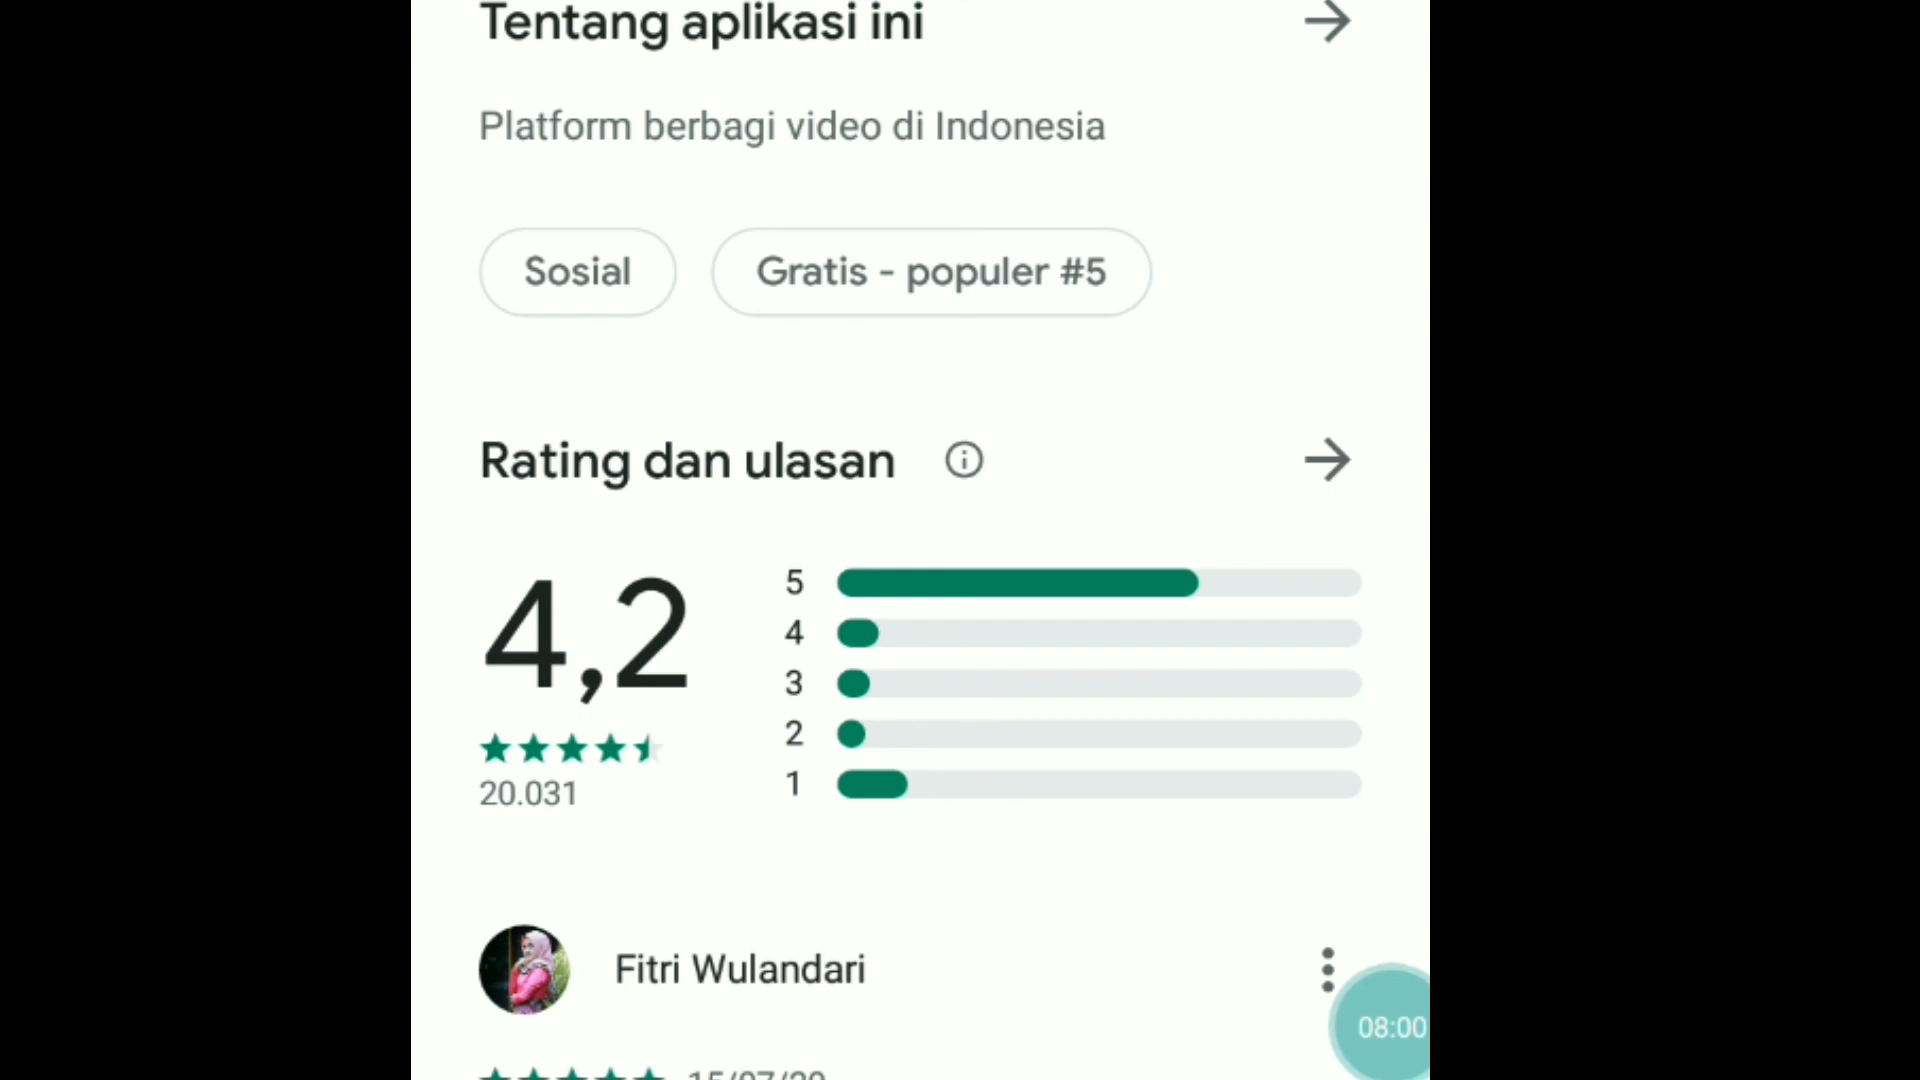 Tentang aplikasi ini
Platform berbagi video di Indonesia
Sosial
Gratis - populer #5
Rating dan ulasan
4,2
20.031
5
4
3
2
1
Fitri Wulandari
08:00